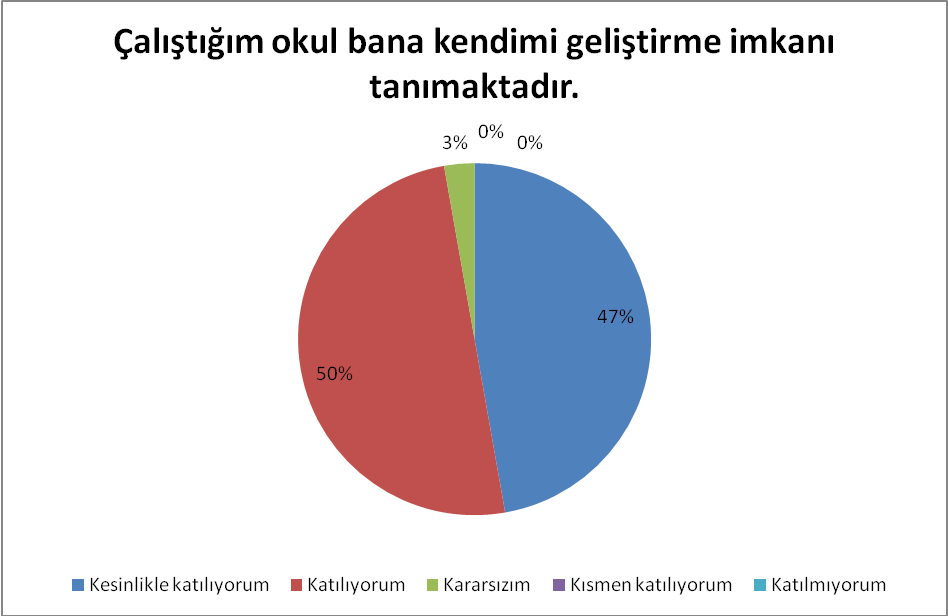 Çalıştığım okul bana kendimi geliştirme imkanı
tanımaktadır.
3% 0% 0%
47%
50%
Kesinlikle katılıyorum Katılıyorum Kararsızım Kısmen katılıyorum Katılmıyorum